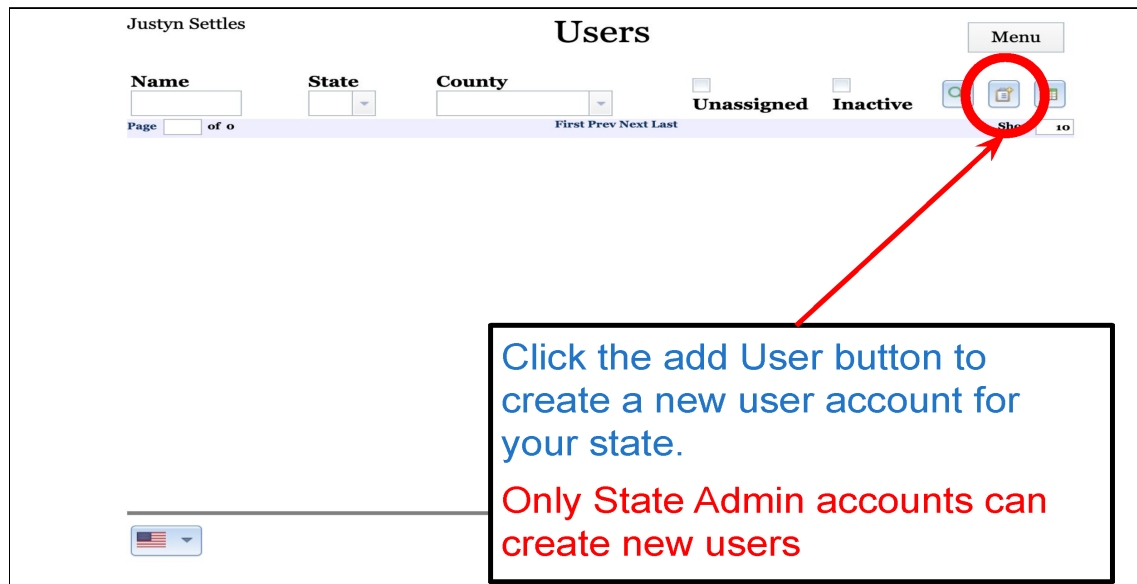 Justyn Settles
Users
Menu
Name State County
Unassigned Inactive
Page of 0 First Prev Next Last 10
Click the add User button to
create a new user account for
your state.
Only State Admin accounts can
create new users